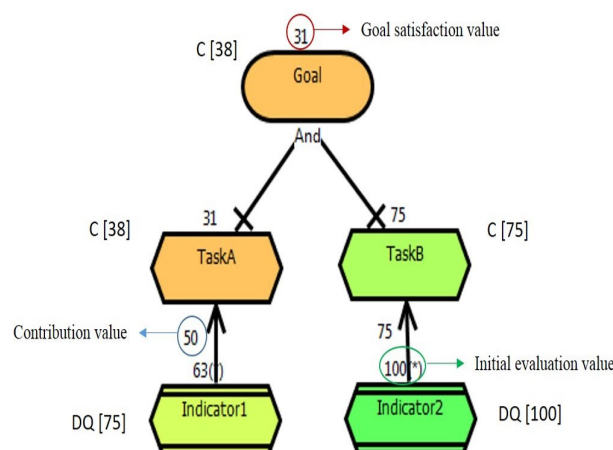 31
Goal satisfaction value
C [38]
Goal
And
31
75
C [38]
C [75]
TaskA
TaskB
Contribution value
50
75
63(*)
100(*)
Initial evaluation value
DQ [75]
Indicator1
Indicator2
DQ [100]